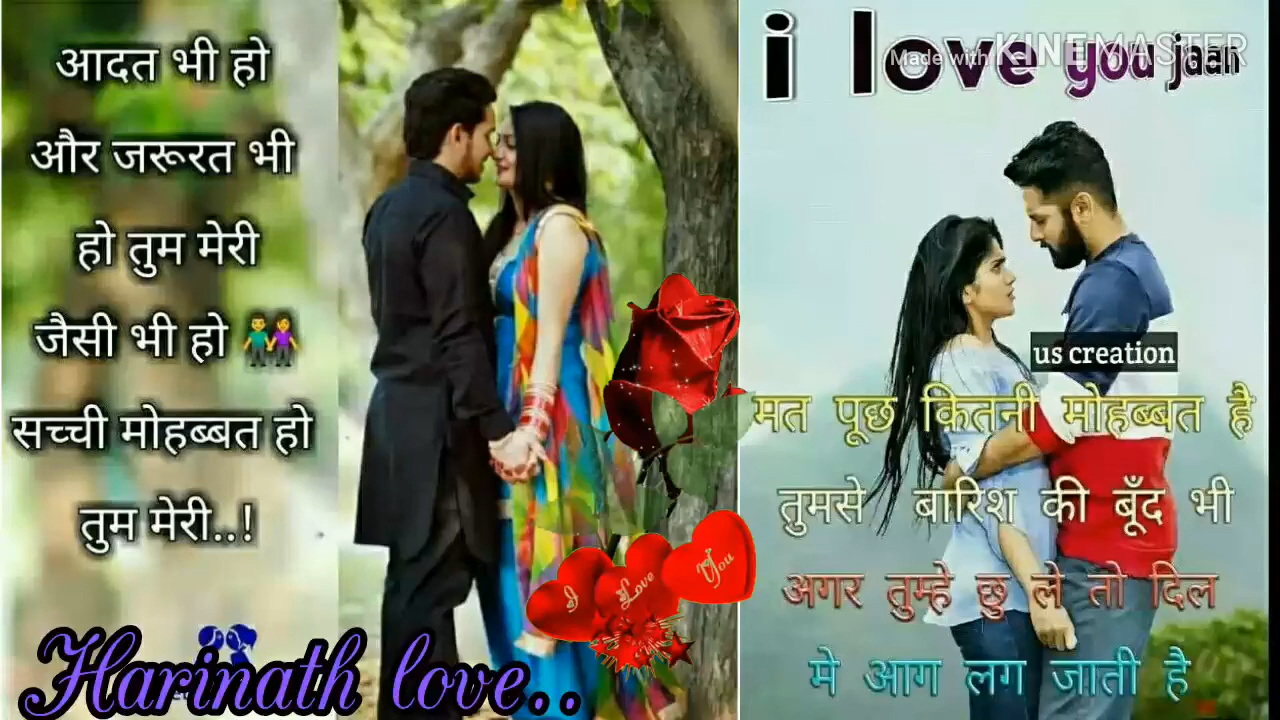 आदत भी हो
और जरूरत भी
हो तुम मेरी
जैसी भी हो
सच्ची मोहब्बत हो
तुम मेरी..!
Harinath love..
I Love You
i love you jaan
Made with KINEMASTER
us creation
मत पूछ कितनी मोहब्बत है
तुमसे बारिश की बूँद भी
अगर तुम्हे छु ले तो दिल
मे आग लग जाती है